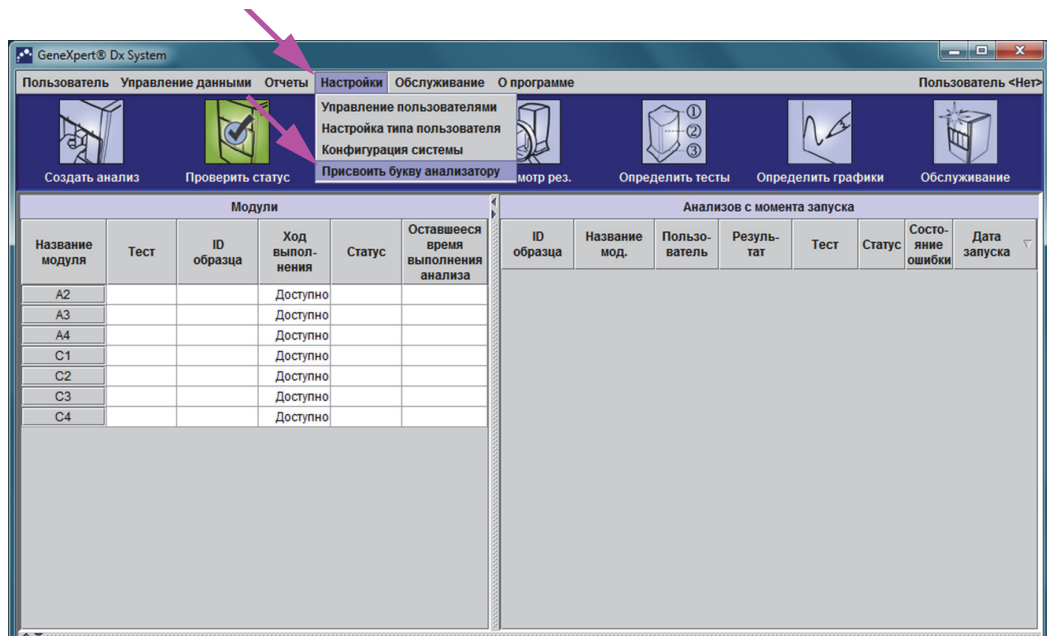 GeneXpert® Dx System
Пользователь Управление данными Отчеты Настройки Обслуживание О программе Пользователь <Нет>
Управление пользователями
Настройка типа пользователя
Конфигурация системы
Присвоить букву анализатору
Создать анализ Проверить статус мотр рез. Определить тесты Определить графики Обслуживание
1
2
3
Модули
Название модуля Тест ID образца Ход выпол-нения Статус Оставшееся время выполнения анализа
A2 Доступно
A3 Доступно
A4 Доступно
C1 Доступно
C2 Доступно
C3 Доступно
C4 Доступно
Анализов с момента запуска
ID образца Название мод. Пользо-ватель Резуль-тат Тест Статус Состо-яние ошибки Дата запуска